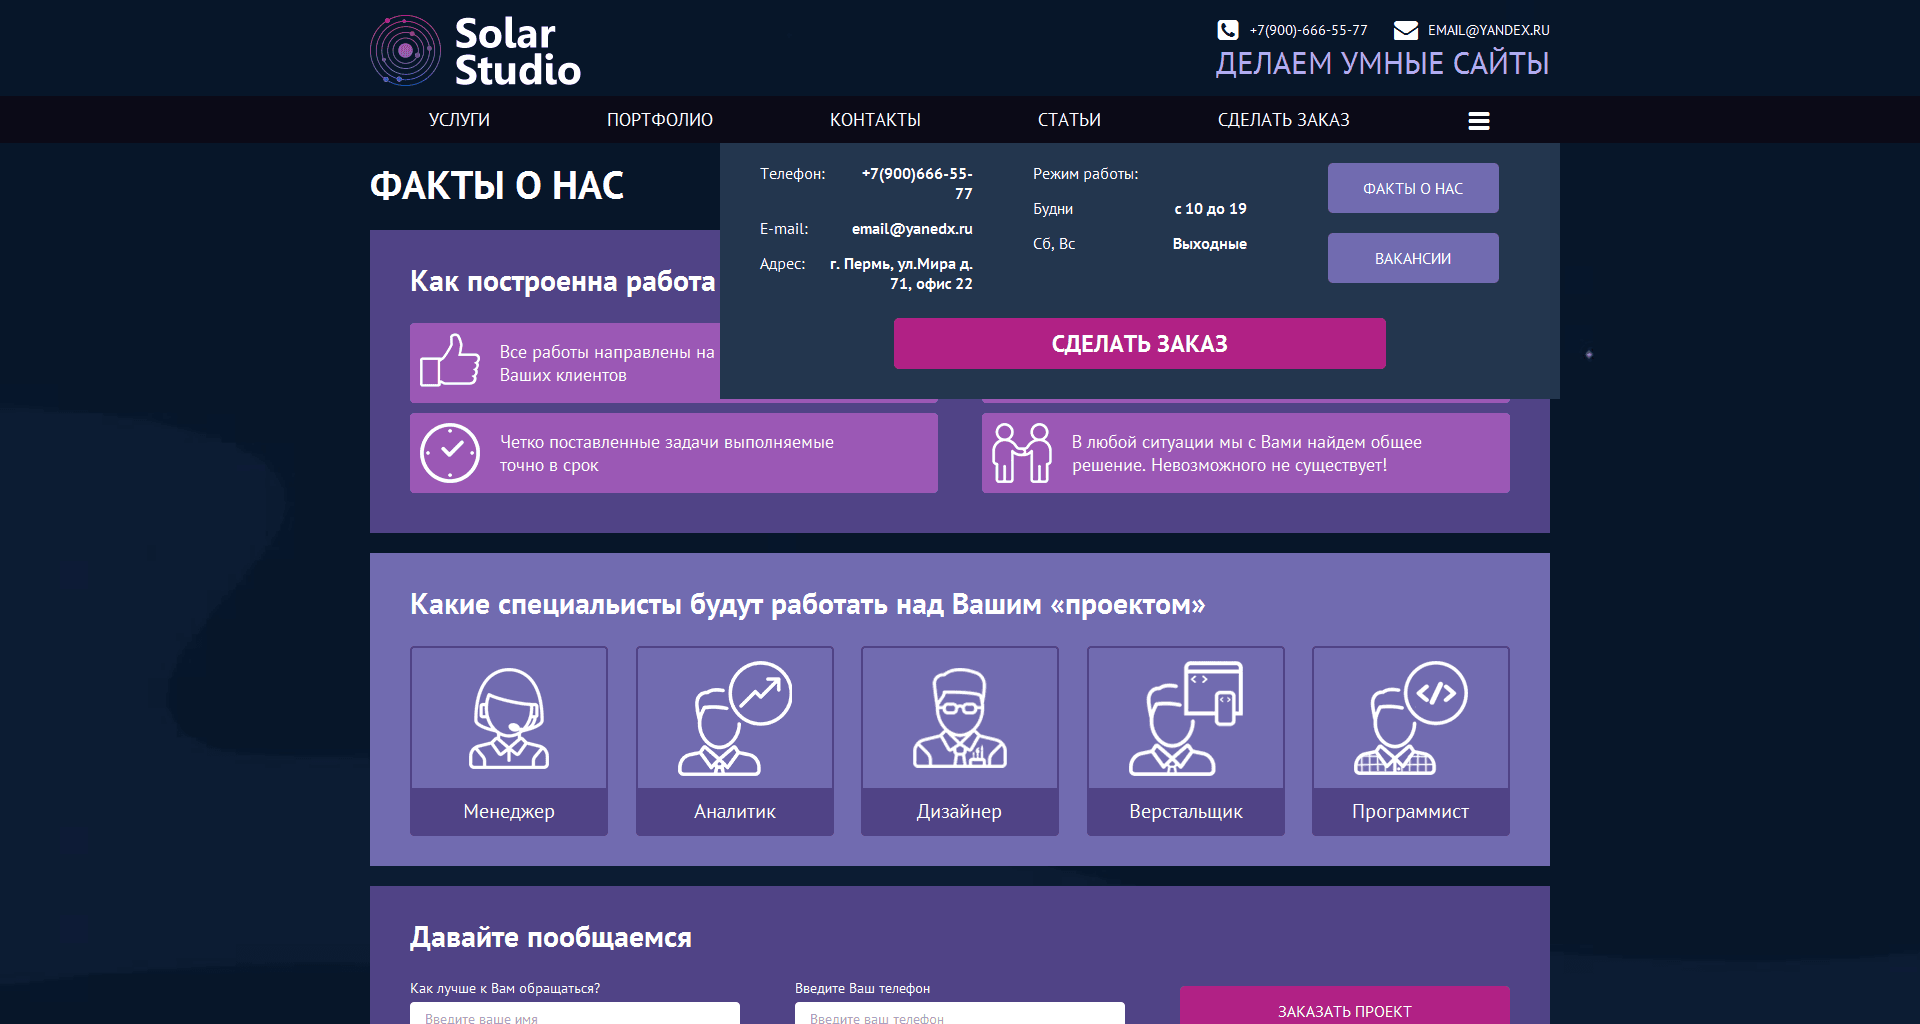 Solar
Studio
+7(900)-666-55-77
EMAIL@YANDEX.RU
ДЕЛАЕМ УМНЫЕ САЙТЫ
УСЛУГИ
ПОРТФОЛИО
КОНТАКТЫ
СТАТЬИ
СДЕЛАТЬ ЗАКАЗ
ФАКТЫ О НАС
Телефон:
+7(900)666-55-
77
E-mail:
email@yanedx.ru
Адрес:
г. Пермь, ул.Мира д.
71, офис 22
Режим работы:
Будни
с 10 до 19
Сб, Вс
Выходные
ФАКТЫ О НАС
ВАКАНСИИ
СДЕЛАТЬ ЗАКАЗ
Как построенна работа
Все работы направлены на
Ваших клиентов
Четко поставленные задачи выполняемые
точно в срок
В любой ситуации мы с Вами найдем общее
решение. Невозможного не существует!
Какие специальисты будут работать над Вашим «проектом»
Менеджер
Аналитик
Дизайнер
Верстальщик
Программист
Давайте пообщаемся
Как лучше к Вам обращаться?
Введите ваше имя
Введите Ваш телефон
Введите ваш телефон
ЗАКАЗАТЬ ПРОЕКТ